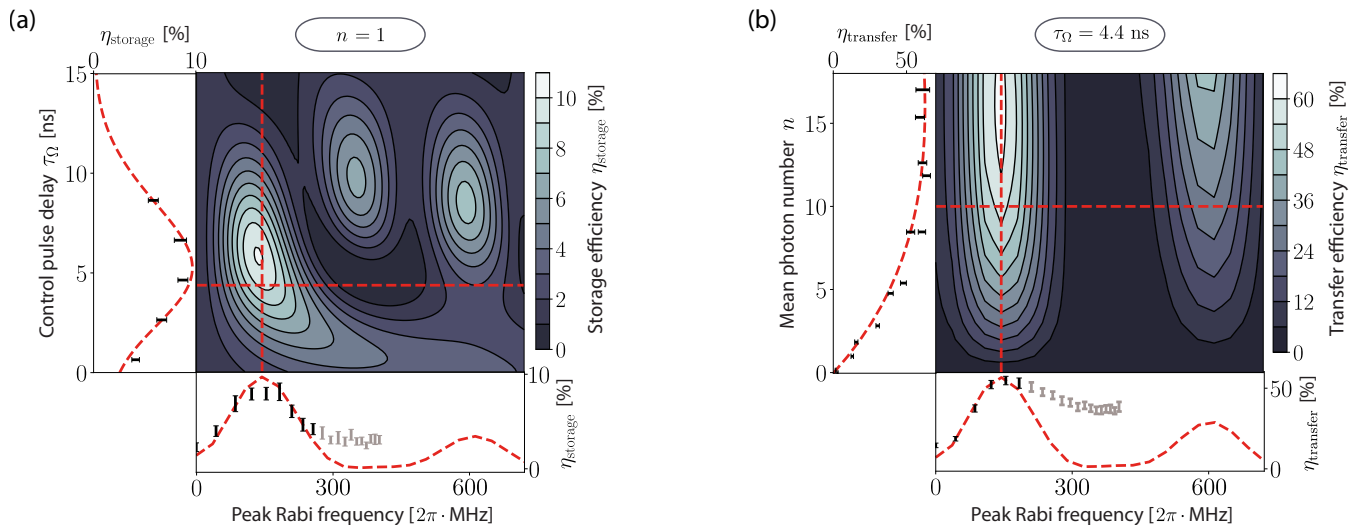 (a)
η_storage [%]
0 10
n = 1
15
10
5
0
Control pulse delay τ_Ω [ns]
10
8
6
4
2
0
Storage efficiency η_storage [%]
10
0
η_storage [%]
0 300 600
Peak Rabi frequency [2π · MHz]
(b)
η_transfer [%]
0 50
τ_Ω = 4.4 ns
15
10
5
0
Mean photon number n
60
48
36
24
12
0
Transfer efficiency η_transfer [%]
50
0
η_transfer [%]
0 300 600
Peak Rabi frequency [2π · MHz]